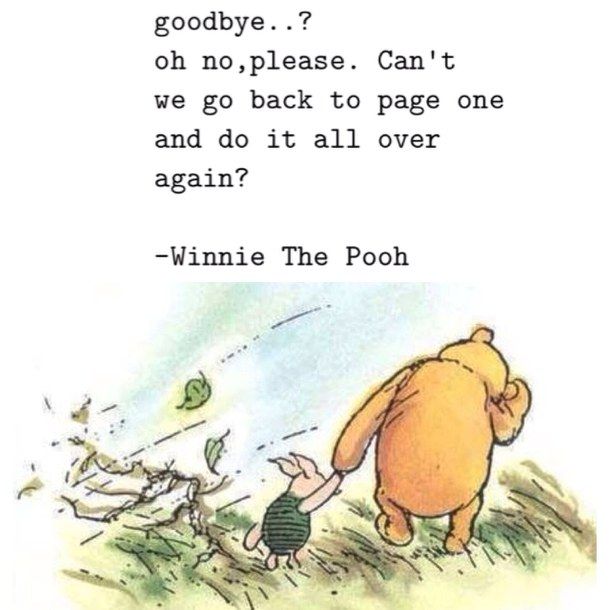 goodbye..?
oh no,please. Can't
we go back to page one
and do it all over
again?
-Winnie The Pooh